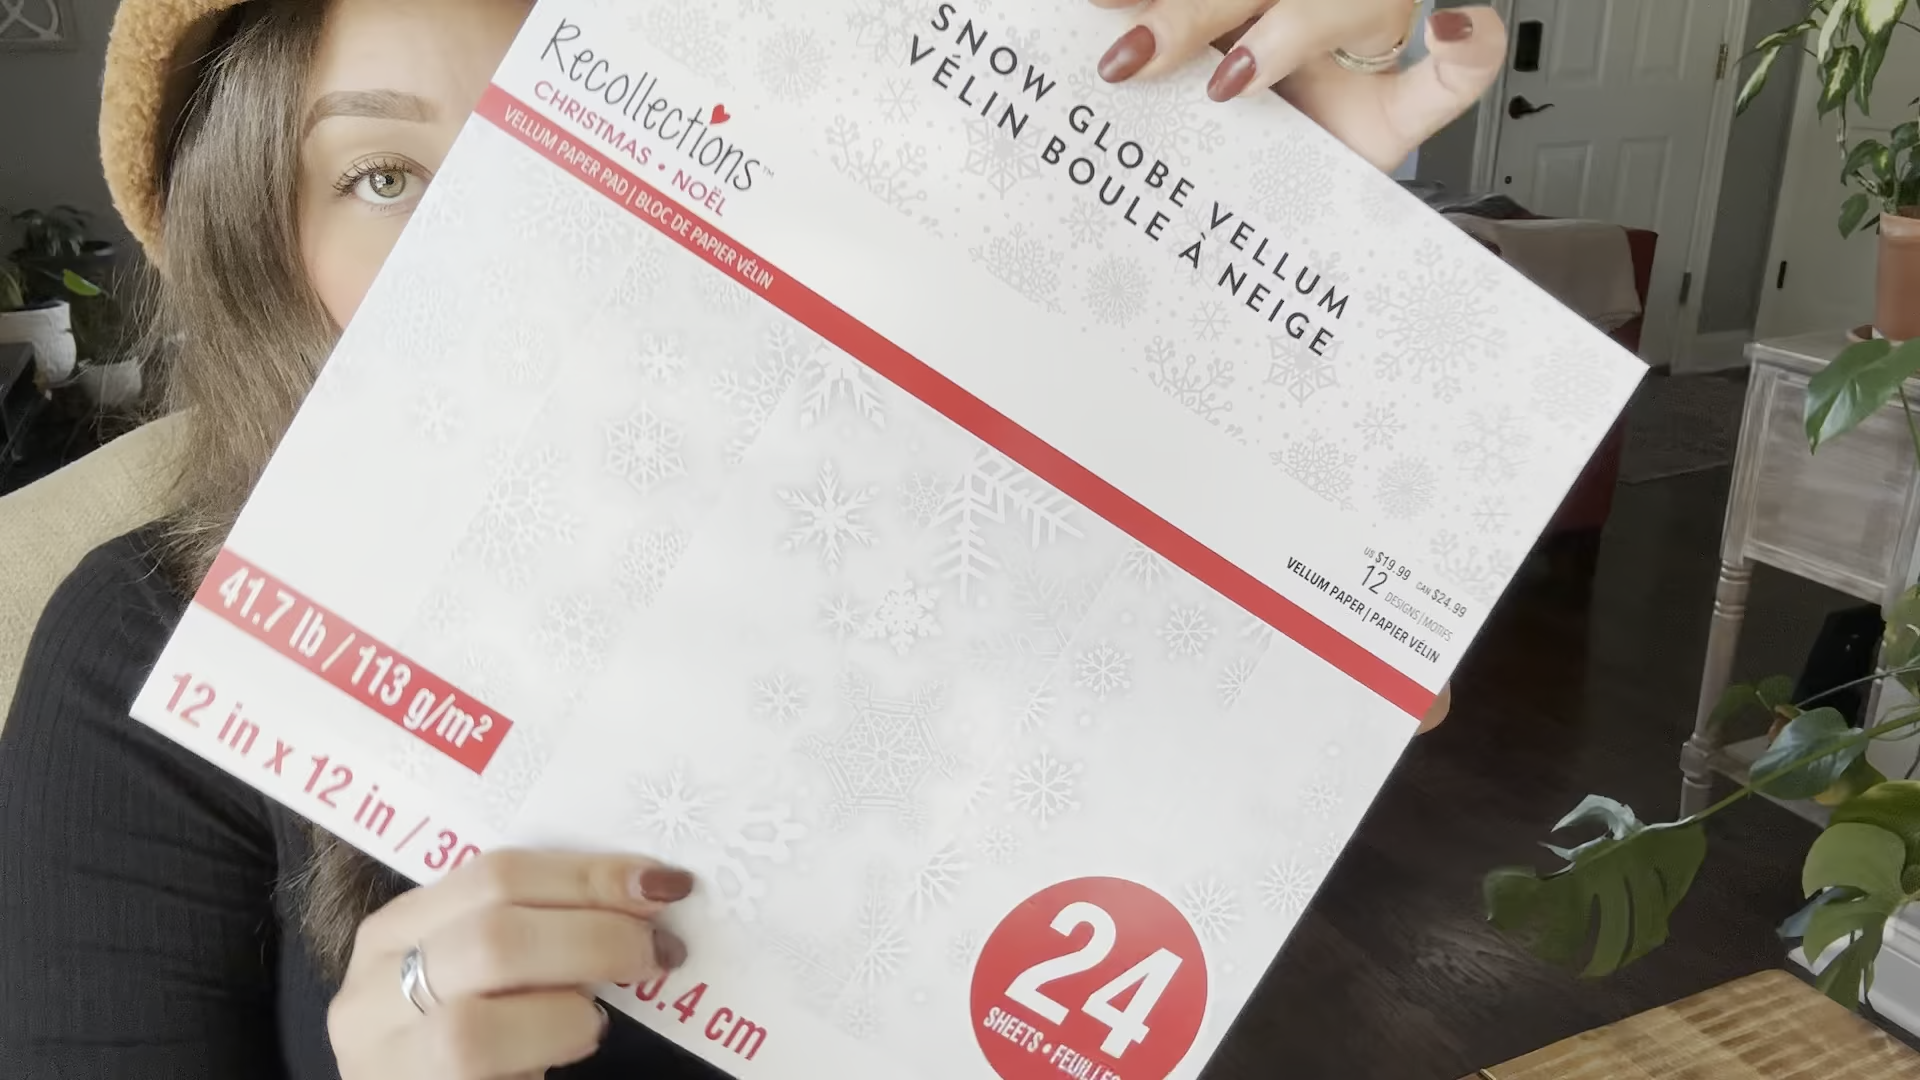 Recollections™
CHRISTMAS • NOËL
VELLUM PAPER PAD | BLOC DE PAPIER VÉLIN
SNOW GLOBE VELLUM
VÉLIN BOULE À NEIGE
US $19.99 CAN $24.99
12 DESIGNS | MOTIFS
VELLUM PAPER | PAPIER VÉLIN
41.7 lb / 113 g/m²
12 in x 12 in / 30.4 cm
24
SHEETS • FEUILLES